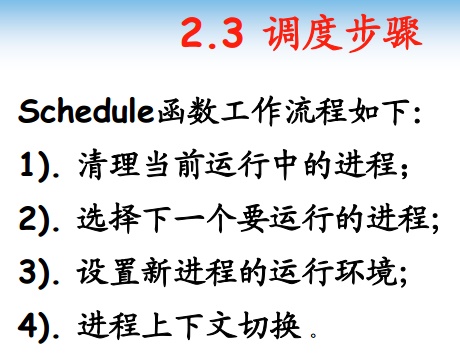 2.3 调度步骤
Schedule函数工作流程如下:
1). 清理当前运行中的进程;
2). 选择下一个要运行的进程;
3). 设置新进程的运行环境;
4). 进程上下文切换。